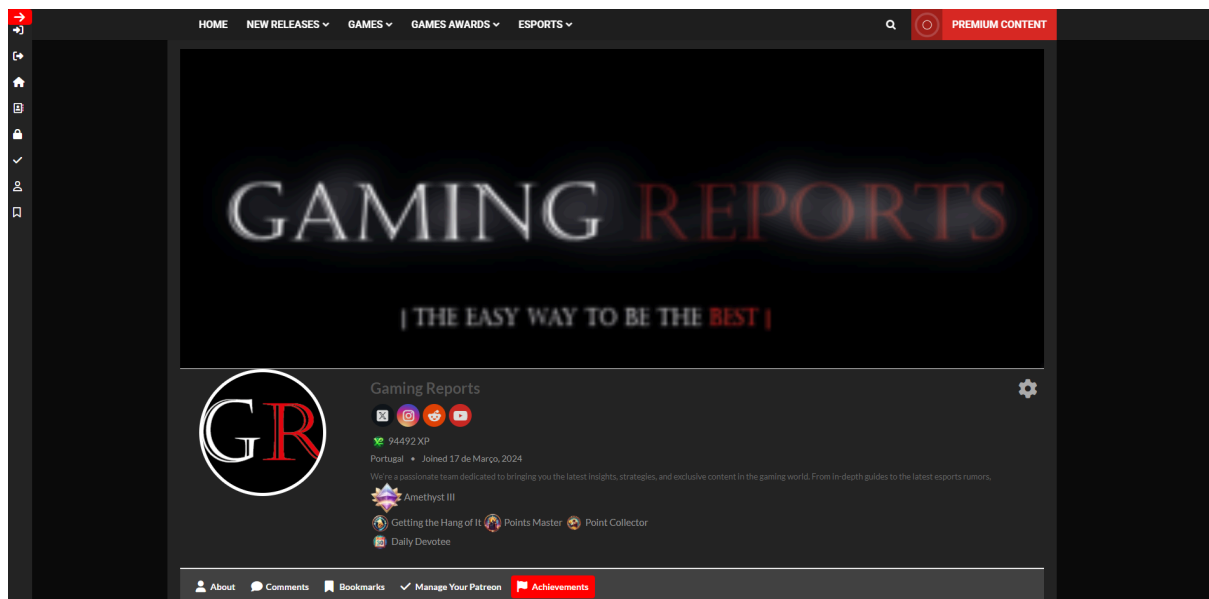 HOME NEW RELEASES GAMES GAMES AWARDS ESPORTS PREMIUM CONTENT
GAMING REPORTS
| THE EASY WAY TO BE THE BEST |
GR
Gaming Reports
94492 XP
Portugal • Joined 17 de Março, 2024
We're a passionate team dedicated to bringing you the latest insights, strategies, and exclusive content in the gaming world. From in-depth guides to the latest esports rumors.
Amethyst III
Getting the Hang of It Points Master Point Collector
Daily Devotee
About Comments Bookmarks Manage Your Patreon Achievements